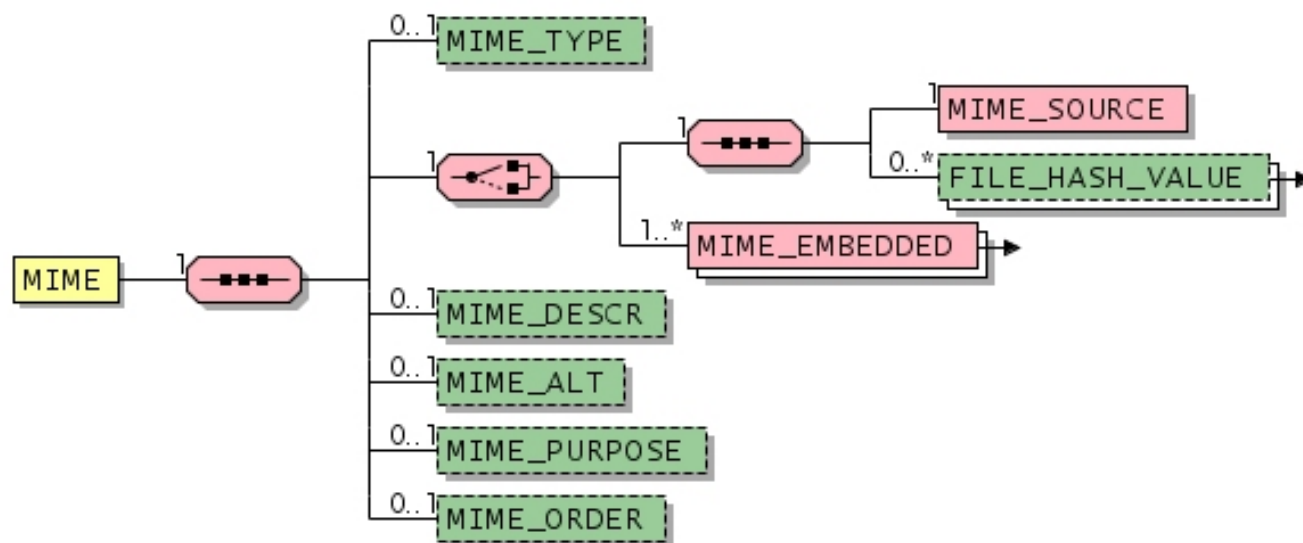 0..1 MIME_TYPE
1 MIME_SOURCE
1
1
0..* FILE_HASH_VALUE
1..* MIME_EMBEDDED
MIME 1
0..1 MIME_DESCR
0..1 MIME_ALT
0..1 MIME_PURPOSE
0..1 MIME_ORDER